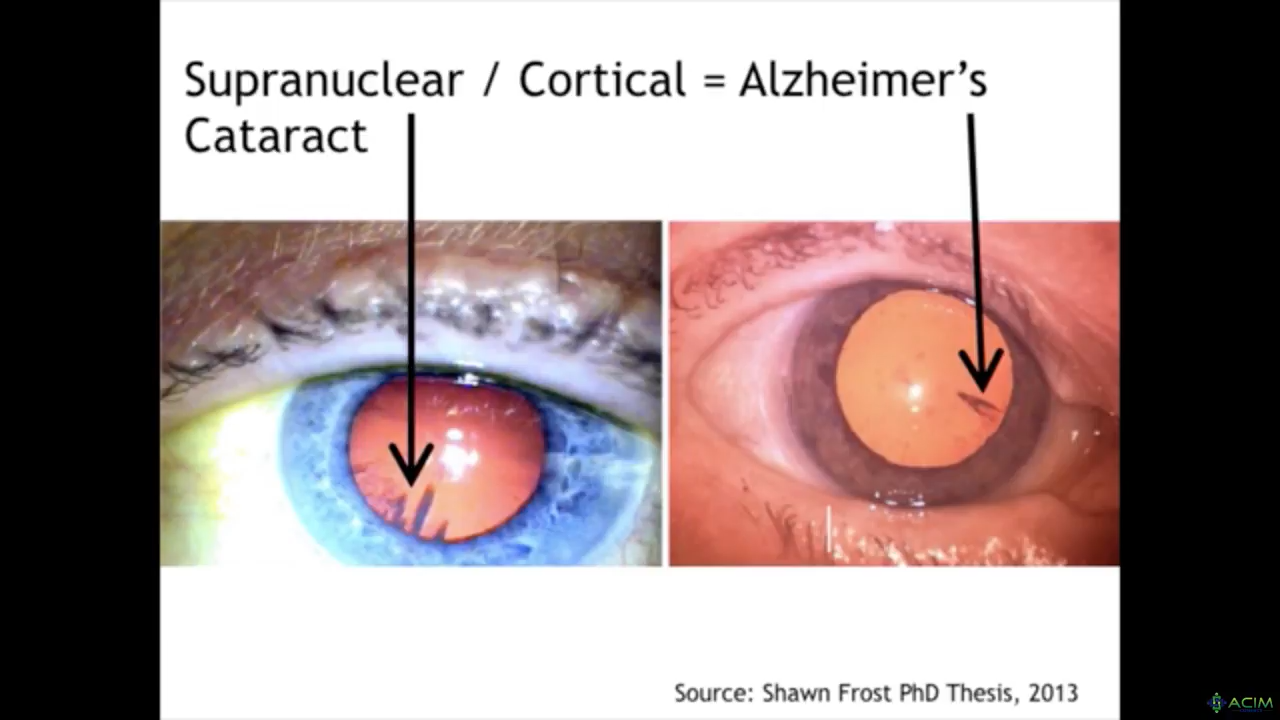 Supranuclear / Cortical = Alzheimer’s
Cataract
Source: Shawn Frost PhD Thesis, 2013
ACIM